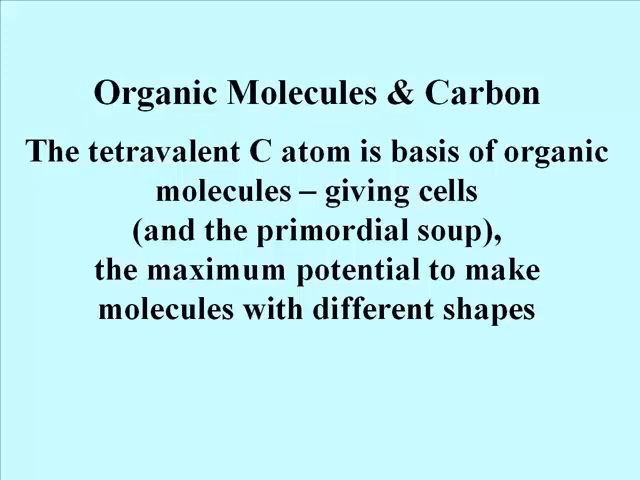 Organic Molecules & Carbon
The tetravalent C atom is basis of organic
molecules – giving cells
(and the primordial soup),
the maximum potential to make
molecules with different shapes